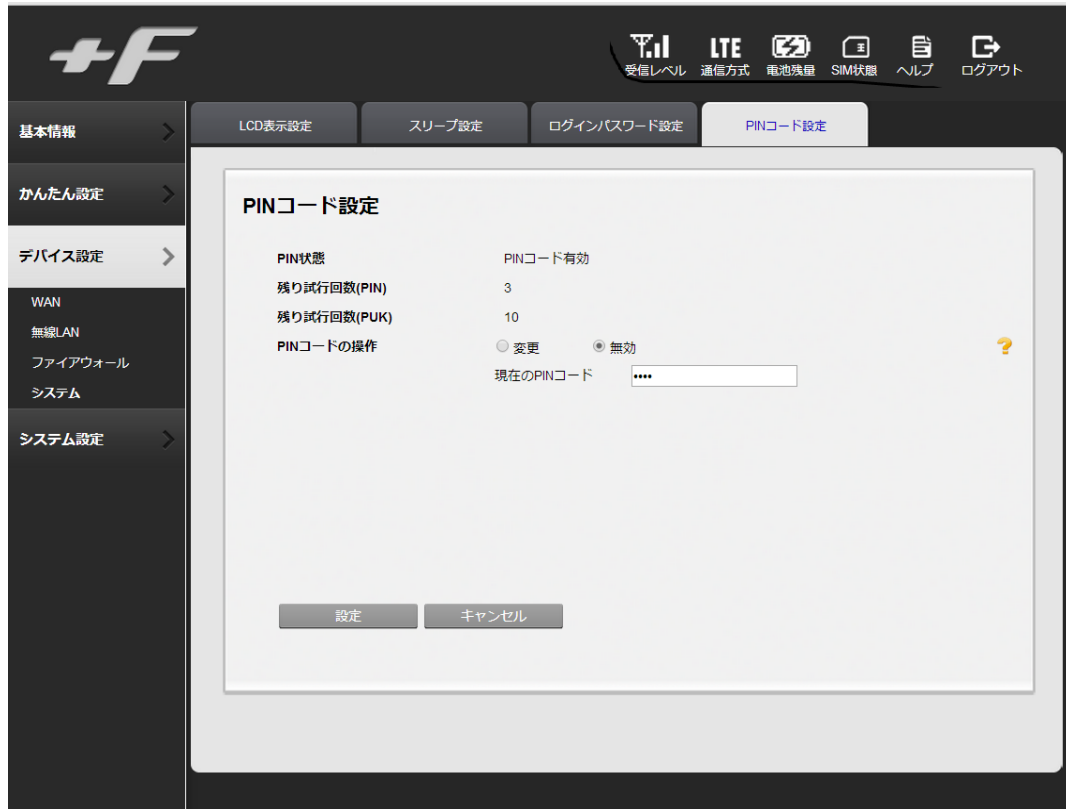 +F
LTE
受信レベル 通信方式 電池残量 SIM状態 ヘルプ ログアウト
基本情報
かんたん設定
デバイス設定
WAN
無線LAN
ファイアウォール
システム
システム設定
LCD表示設定 スリープ設定 ログインパスワード設定 PINコード設定
PINコード設定
PIN状態 PINコード有効
残り試行回数(PIN) 3
残り試行回数(PUK) 10
PINコードの操作 変更 無効 ?
現在のPINコード ••••
設定 キャンセル